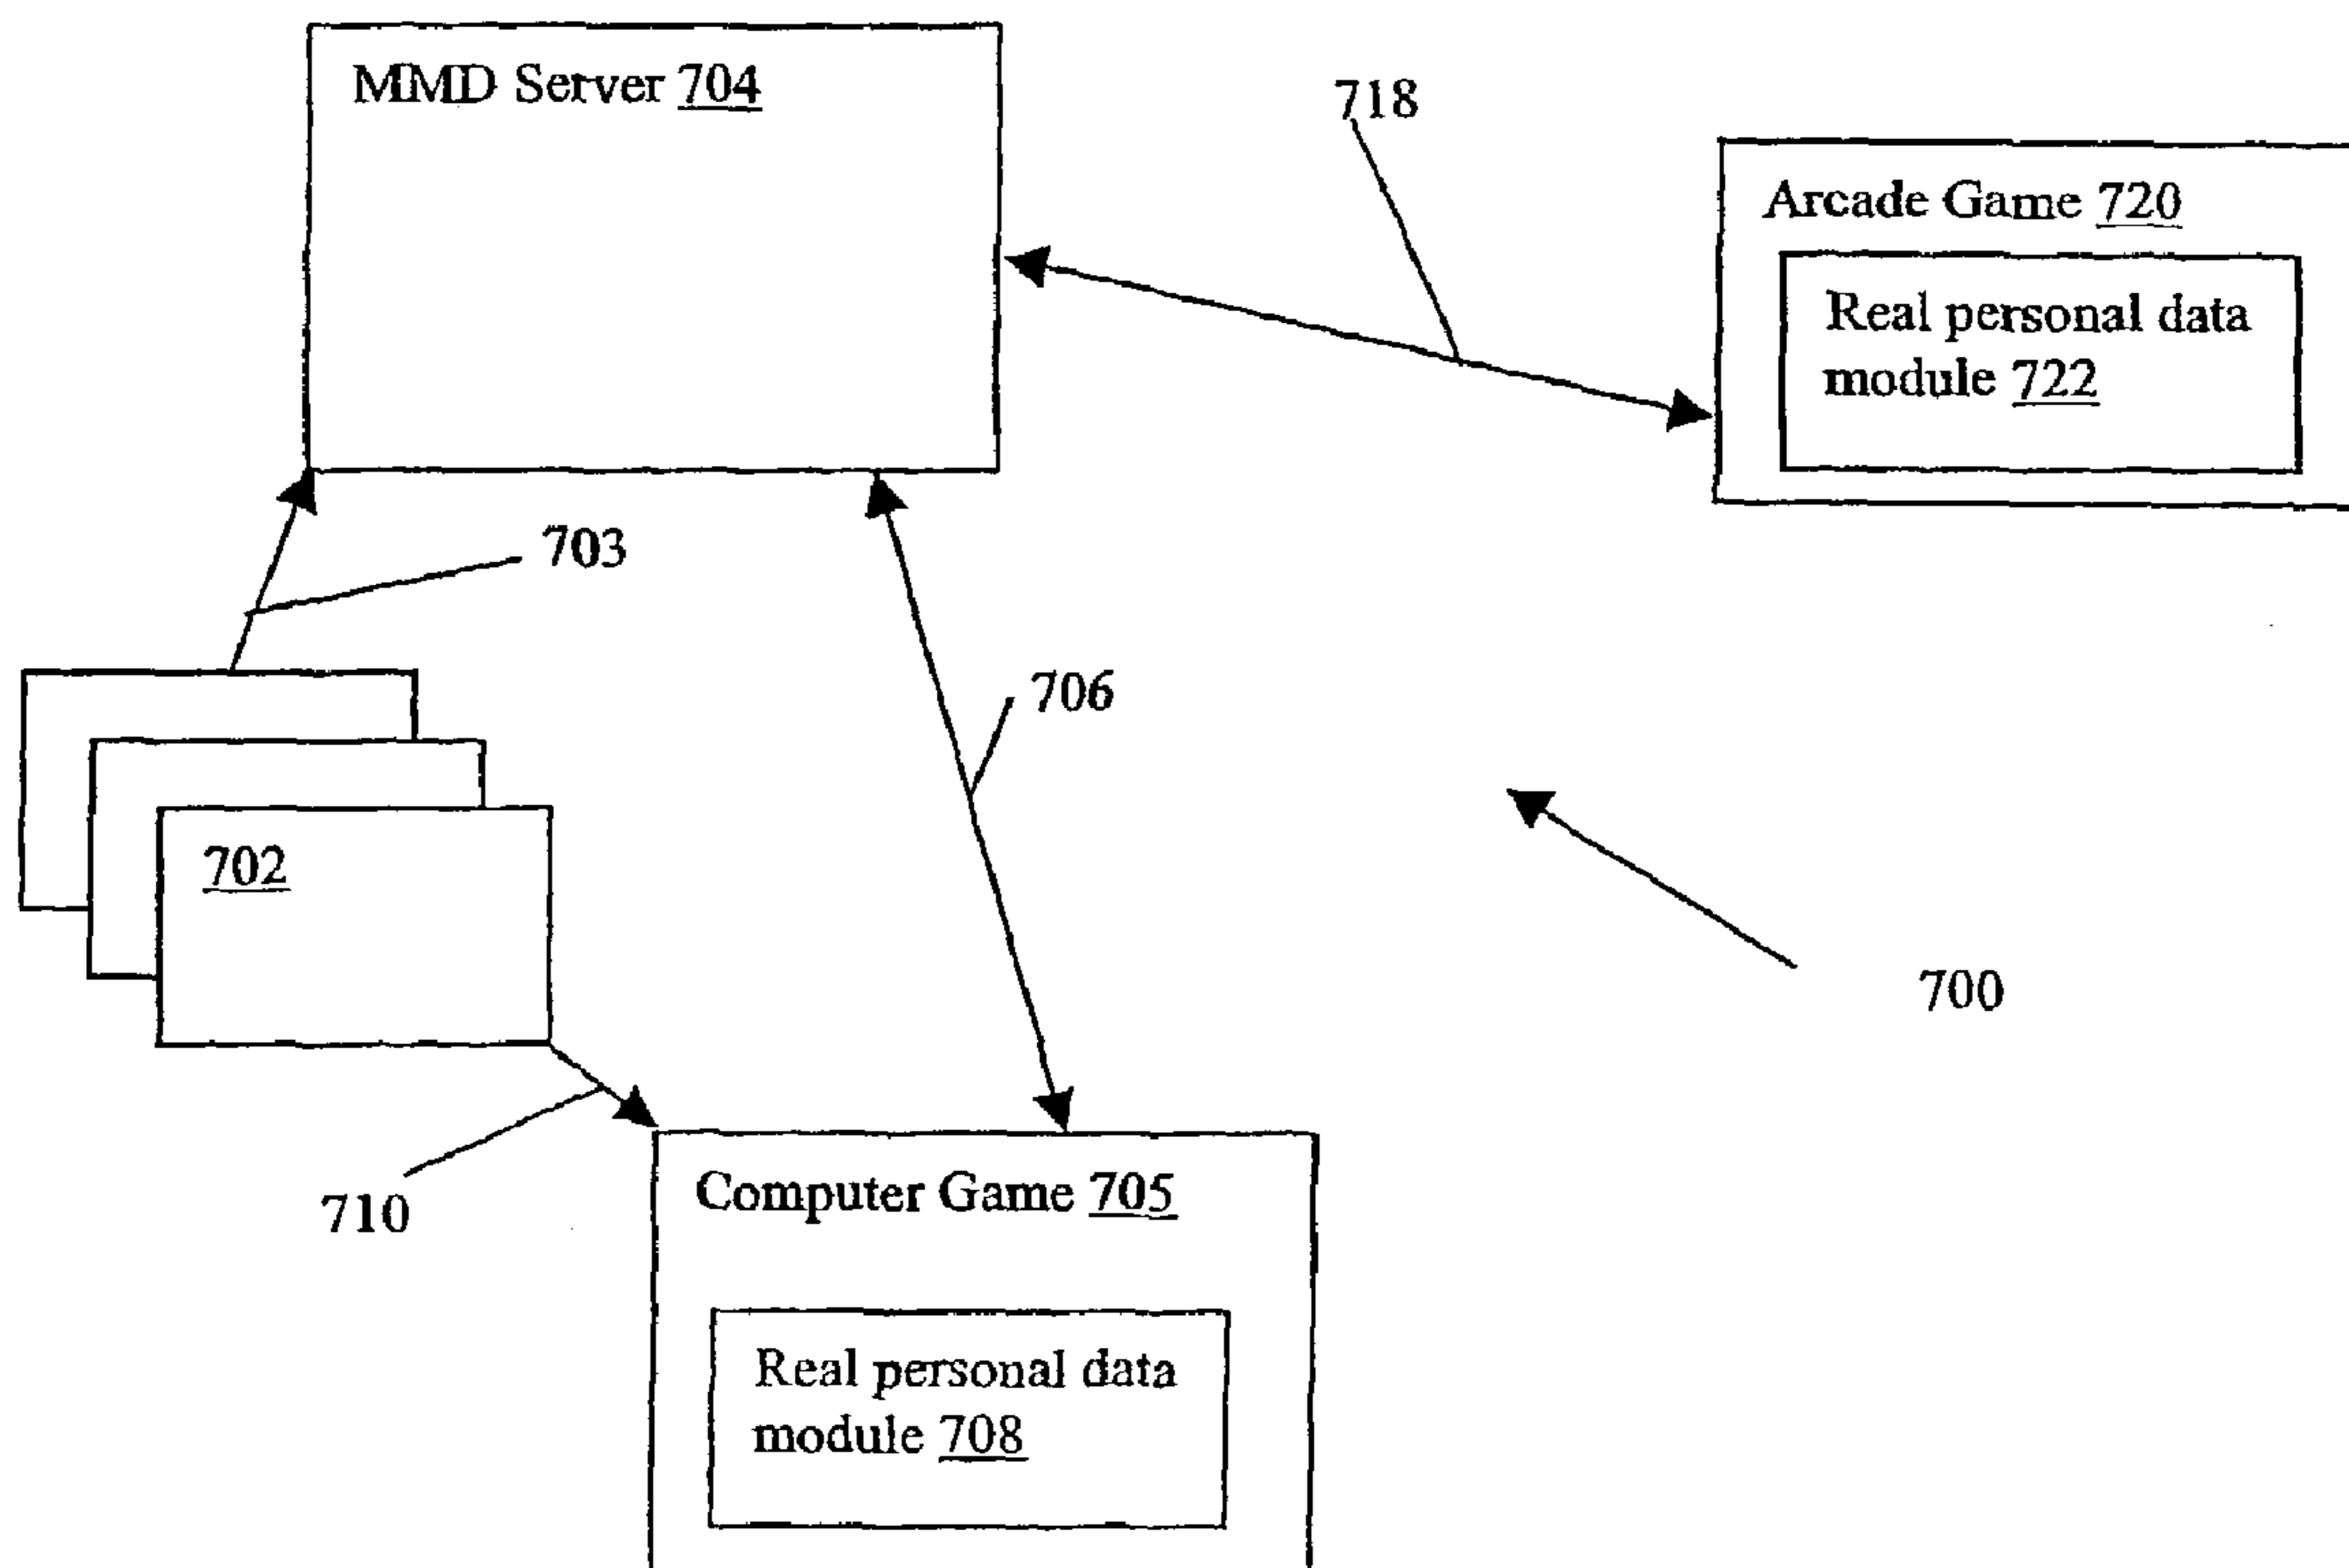 MMD Server 704
718
Arcade Game 720
Real personal data
module 722
703
706
702
700
710
Computer Game 705
Real personal data
module 708